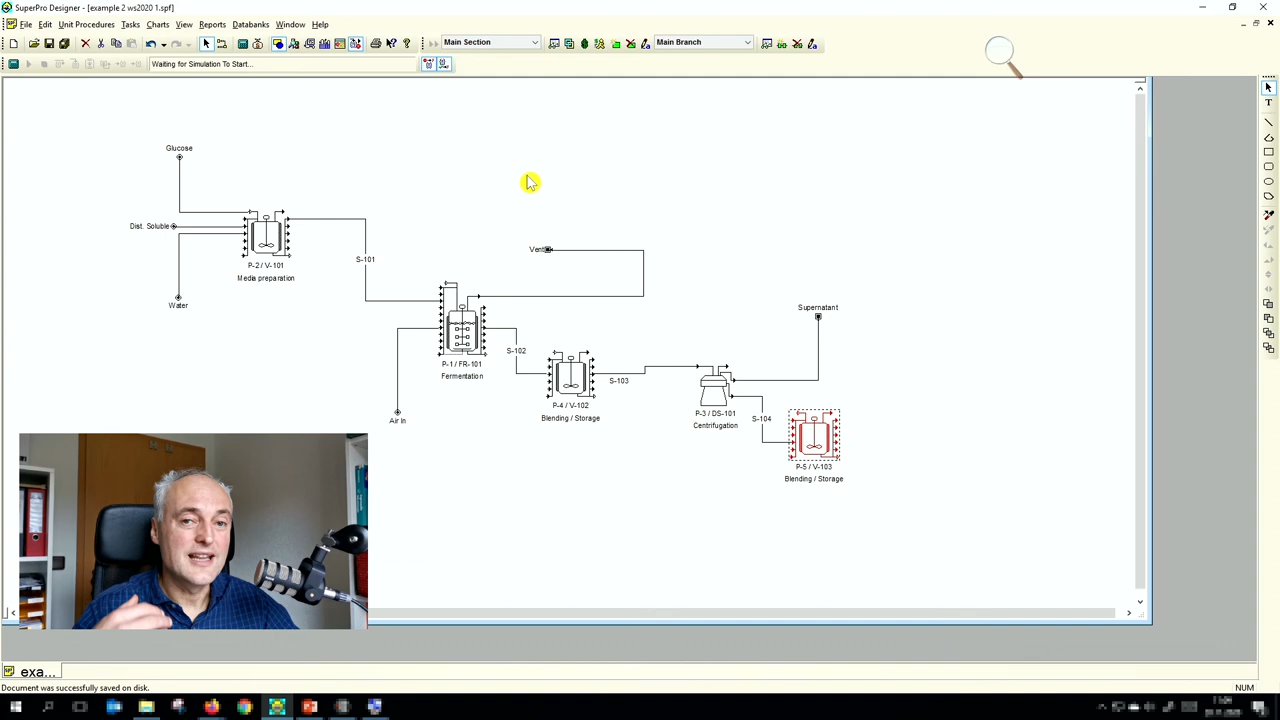 SuperPro Designer - [example 2 ws2020 1.spf]
File Edit Unit Procedures Tasks Charts View Reports Databanks Window Help
Main Section
Main Branch
Waiting for Simulation To Start...
Glucose
Dist. Soluble
P-2 / V-101
Media preparation
Water
S-101
Vent
P-1 / FR-101
Fermentation
Air In
S-102
P-4 / V-102
Blending / Storage
S-103
Supernatant
P-3 / DS-101
Centrifugation
S-104
P-5 / V-103
Blending / Storage
exa...
Document was successfully saved on disk.
NUM